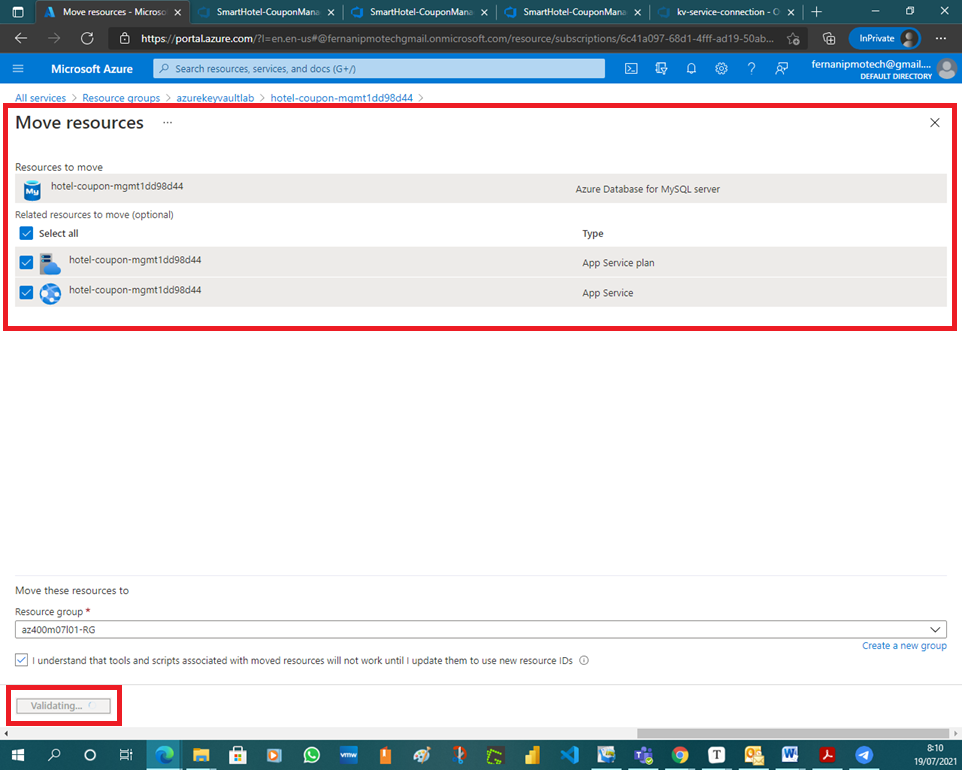 Move resources - Microso
SmartHotel-CouponMana
SmartHotel-CouponMana
SmartHotel-CouponMana
kv-service-connection - O
https://portal.azure.com/?l=en.en-us#@fernanipmotechgmail.onmicrosoft.com/resource/subscriptions/6c41a097-68d1-4fff-ad19-50ab...
InPrivate
Microsoft Azure
Search resources, services, and docs (G+/)
fernanipmotech@gmail....
DEFAULT DIRECTORY
All services > Resource groups > azurekeyvaultlab > hotel-coupon-mgmt1dd98d44 >
Move resources ...
Resources to move
My
hotel-coupon-mgmt1dd98d44 Azure Database for MySQL server
Related resources to move (optional)
Select all Type
hotel-coupon-mgmt1dd98d44 App Service plan
hotel-coupon-mgmt1dd98d44 App Service
Move these resources to
Resource group *
az400m07l01-RG
Create a new group
I understand that tools and scripts associated with moved resources will not work until I update them to use new resource IDs
Validating...
vmw
T
W
8:10
19/07/2021